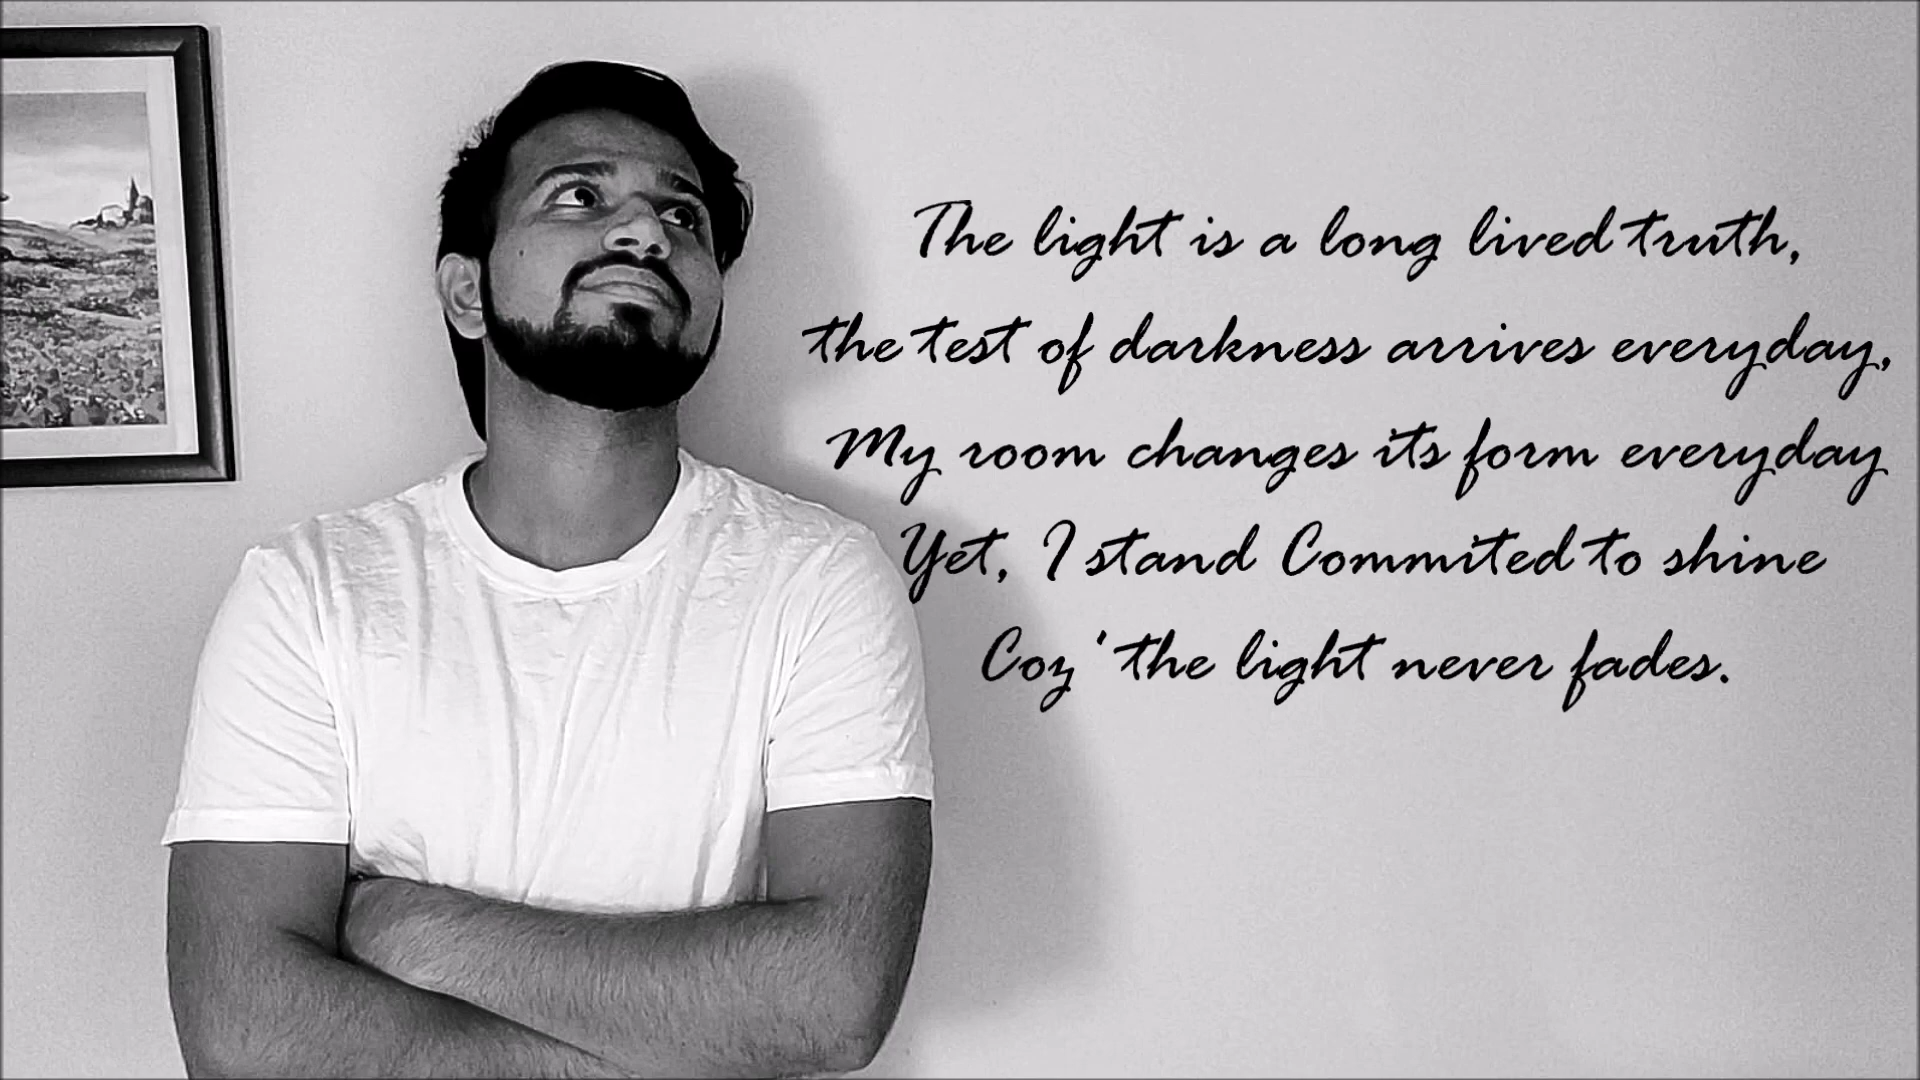 The light is a long lived truth,
the test of darkness arrives everyday,
My room changes its form everyday
Yet, I stand Commited to shine
Coz 'the light never fades.